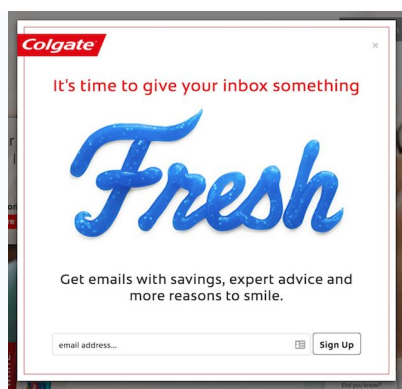 Colgate
×
It's time to give your inbox something
Fresh
Get emails with savings, expert advice and
more reasons to smile.
email address...
Sign Up
Did you know?